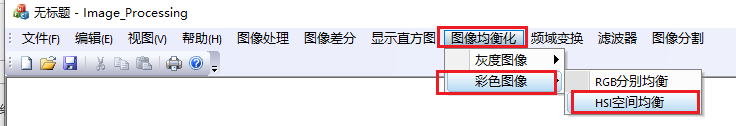 无标题 - Image_Processing
文件(F) 编辑(E) 视图(V) 帮助(H) 图像处理 图像差分 显示直方图 图像均衡化 频域变换 滤波器 图像分割
灰度图像
彩色图像
RGB分别均衡
HSI空间均衡